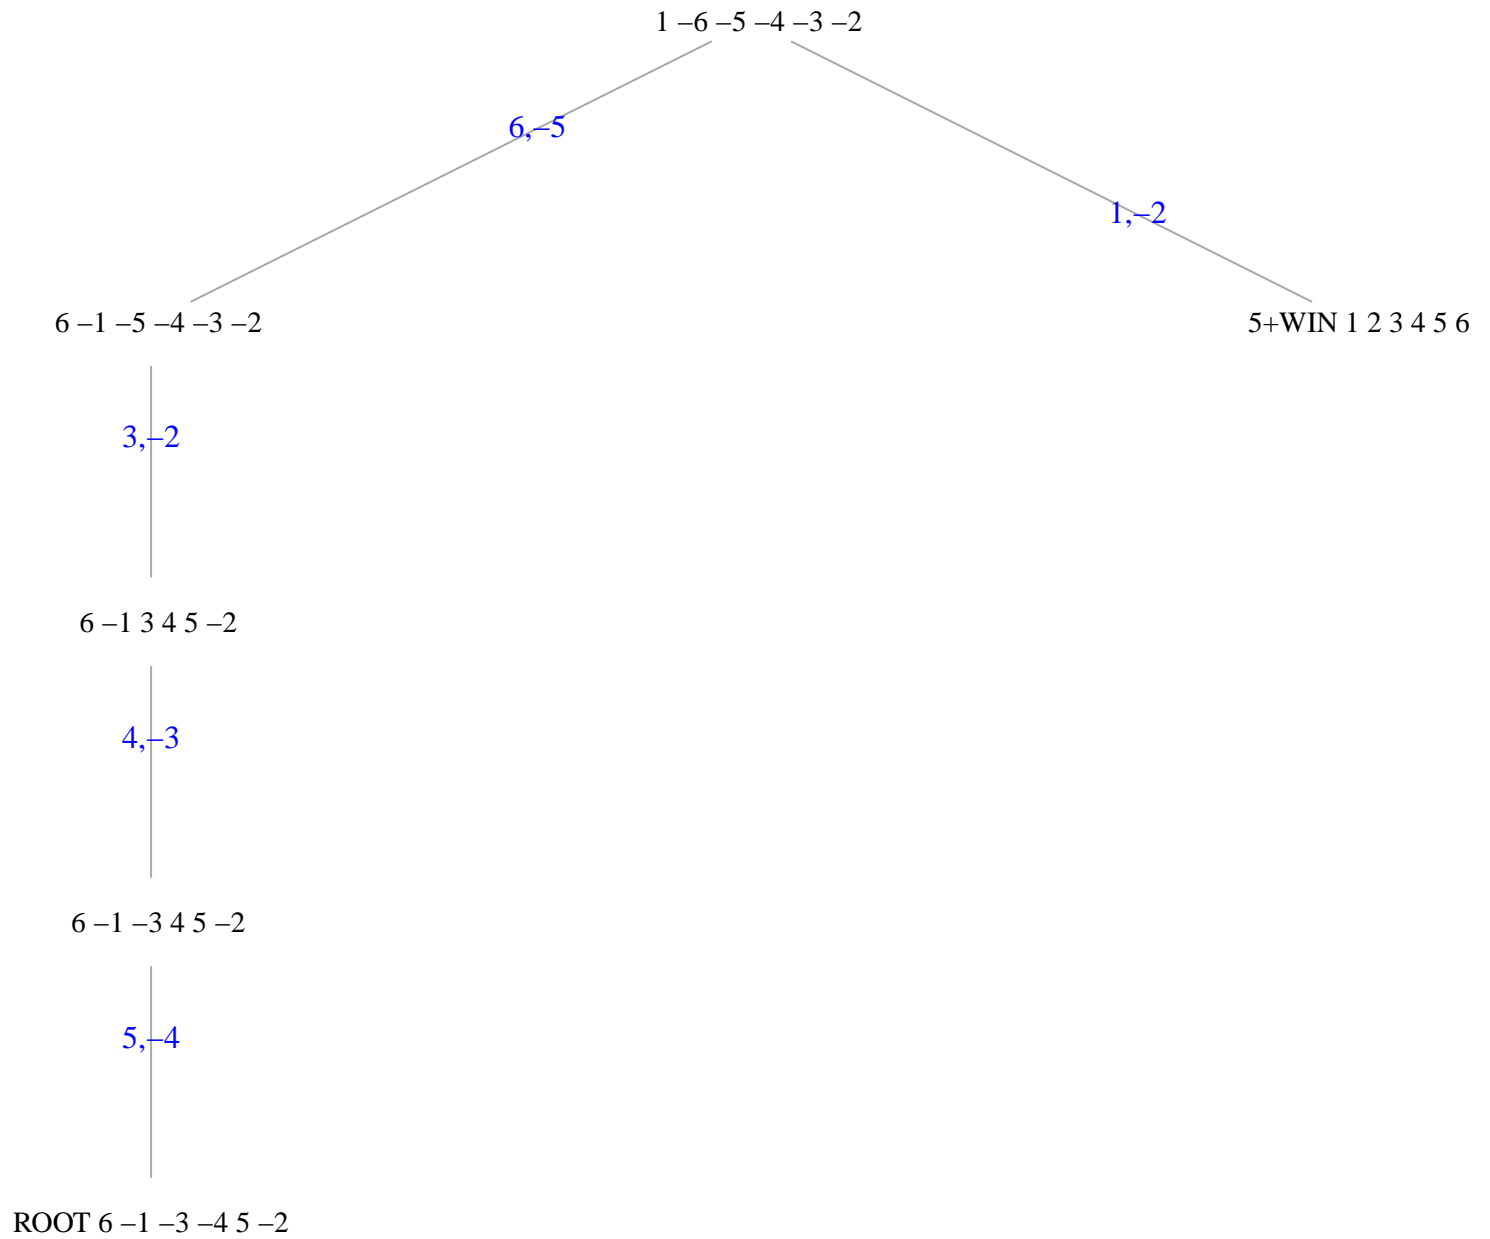 1 –6 –5 –4 –3 –2
6,–5
1,–2
6 –1 –5 –4 –3 –2
5+WIN 1 2 3 4 5 6
3,–2
6 –1 3 4 5 –2
4,–3
6 –1 –3 4 5 –2
5,–4
ROOT 6 –1 –3 –4 5 –2